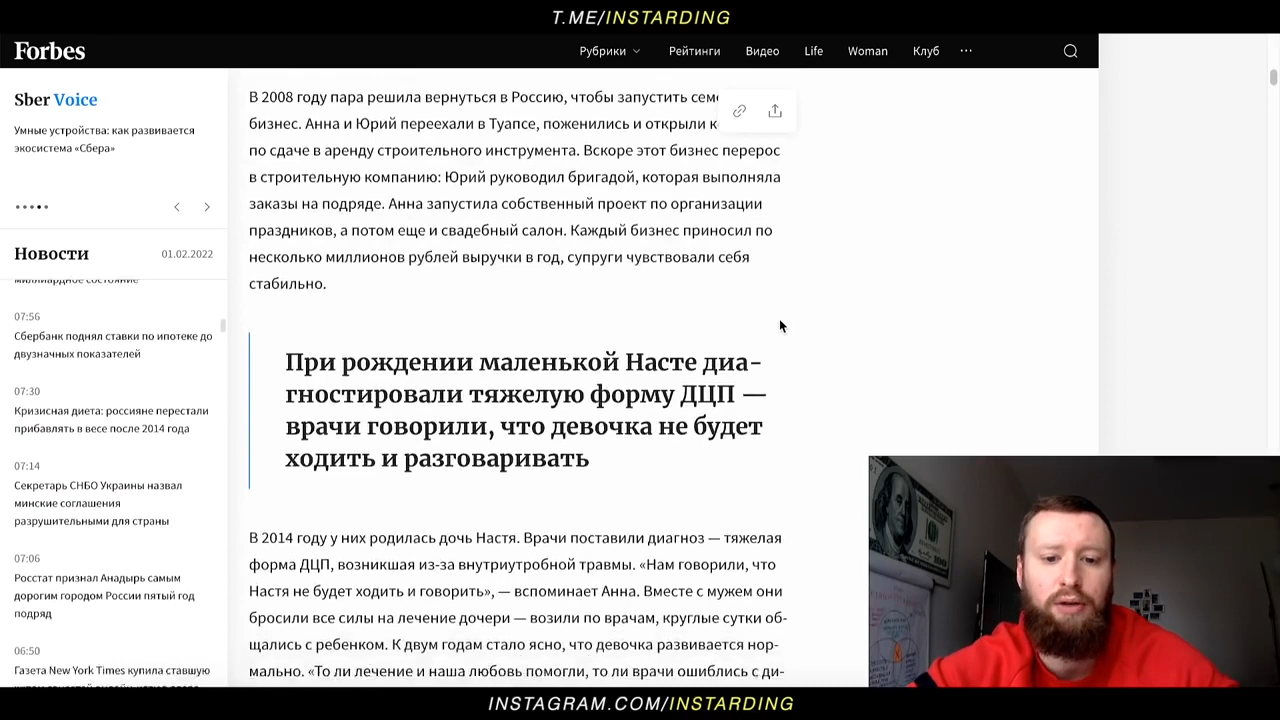 T.ME/INSTARDING
Forbes
Рубрики
Рейтинги
Видео
Life
Woman
Клуб
Sber Voice
Умные устройства: как развивается
экосистема «Сбера»
Новости
01.02.2022
миллиардное состояние
07:56
Сбербанк поднял ставки по ипотеке до
двузначных показателей
07:30
Кризисная диета: россияне перестали
прибавлять в весе после 2014 года
07:14
Секретарь СНБО Украины назвал
минские соглашения
разрушительными для страны
07:06
Росстат признал Анадырь самым
дорогим городом России пятый год
подряд
06:50
Газета New York Times купила ставшую
В 2008 году пара решила вернуться в Россию, чтобы запустить сем
бизнес. Анна и Юрий переехали в Туапсе, поженились и открыли к
по сдаче в аренду строительного инструмента. Вскоре этот бизнес перерос
в строительную компанию: Юрий руководил бригадой, которая выполняла
заказы на подряде. Анна запустила собственный проект по организации
праздников, а потом еще и свадебный салон. Каждый бизнес приносил по
несколько миллионов рублей выручки в год, супруги чувствовали себя
стабильно.
При рождении маленькой Насте диа-
гностировали тяжелую форму ДЦП —
врачи говорили, что девочка не будет
ходить и разговаривать
В 2014 году у них родилась дочь Настя. Врачи поставили диагноз — тяжелая
форма ДЦП, возникшая из-за внутриутробной травмы. «Нам говорили, что
Настя не будет ходить и говорить», — вспоминает Анна. Вместе с мужем они
бросили все силы на лечение дочери — возили по врачам, круглые сутки об-
щались с ребенком. К двум годам стало ясно, что девочка развивается нор-
мально. «То ли лечение и наша любовь помогли, то ли врачи ошиблись с ди-
INSTAGRAM.COM/INSTARDING